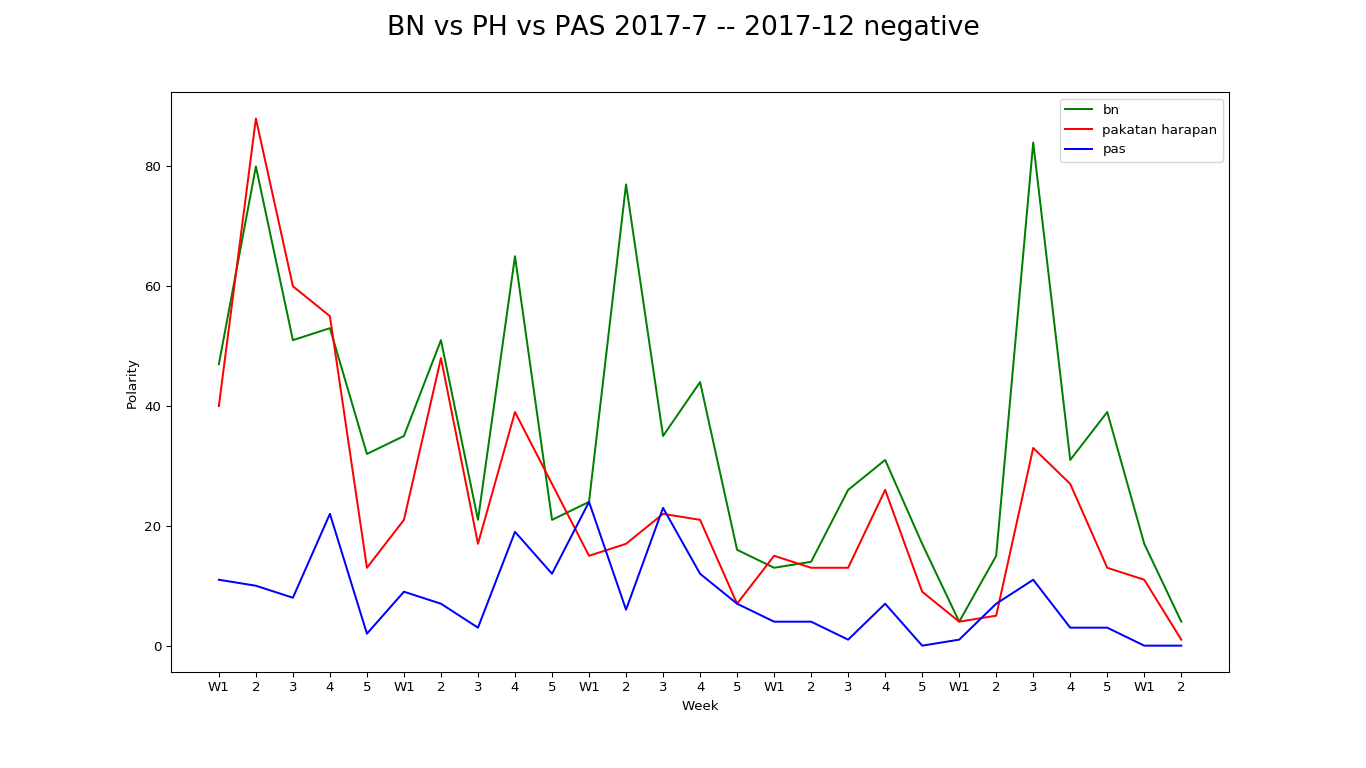 BN vs PH vs PAS 2017-7 -- 2017-12 negative
bn
pakatan harapan
pas
80
60
40
20
0
Polarity
W1 2 3 4 5 W1 2 3 4 5 W1 2 3 4 5 W1 2 3 4 5 W1 2 3 4 5 W1 2
Week